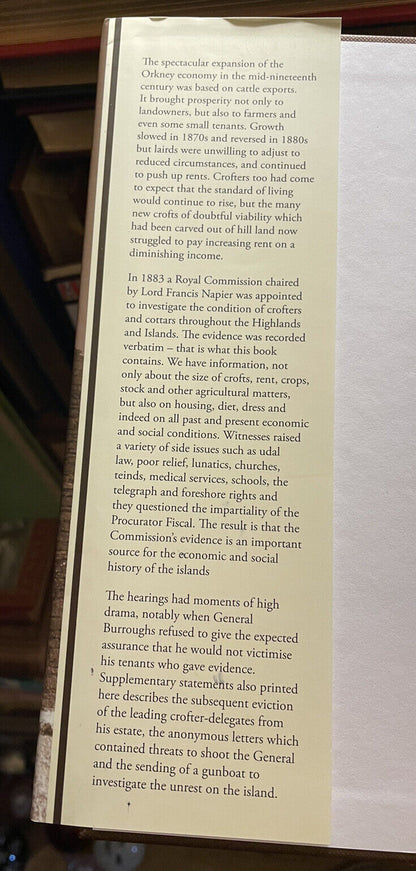 The spectacular expansion of the
Orkney economy in the mid-nineteenth
century was based on cattle exports.
It brought prosperity not only to
landowners, but also to farmers and
even some small tenants. Growth
slowed in 1870s and reversed in 1880s
but lairds were unwilling to adjust to
reduced circumstances, and continued
to push up rents. Crofters too had come
to expect that the standard of living
would continue to rise, but the many
new crofts of doubtful viability which
had been carved out of hill land now
struggled to pay increasing rent on a
diminishing income.
In 1883 a Royal Commission chaired
by Lord Francis Napier was appointed
to investigate the condition of crofters
and cottars throughout the Highlands
and Islands. The evidence was recorded
verbatim – that is what this book
contains. We have information, not
only about the size of crofts, rent, crops,
stock and other agricultural matters,
but also on housing, diet, dress and
indeed on all past and present economic
and social conditions. Witnesses raised
a variety of side issues such as udal
law, poor relief, lunatics, churches,
teinds, medical services, schools, the
telegraph and foreshore rights and
they questioned the impartiality of the
Procurator Fiscal. The result is that the
Commission's evidence is an important
source for the economic and social
history of the islands
The hearings had moments of high
drama, notably when General
Burroughs refused to give the expected
assurance that he would not victimise
his tenants who gave evidence.
Supplementary statements also printed
here describes the subsequent eviction
of the leading crofter-delegates from
his estate, the anonymous letters which
contained threats to shoot the General
and the sending of a gunboat to
investigate the unrest on the island.